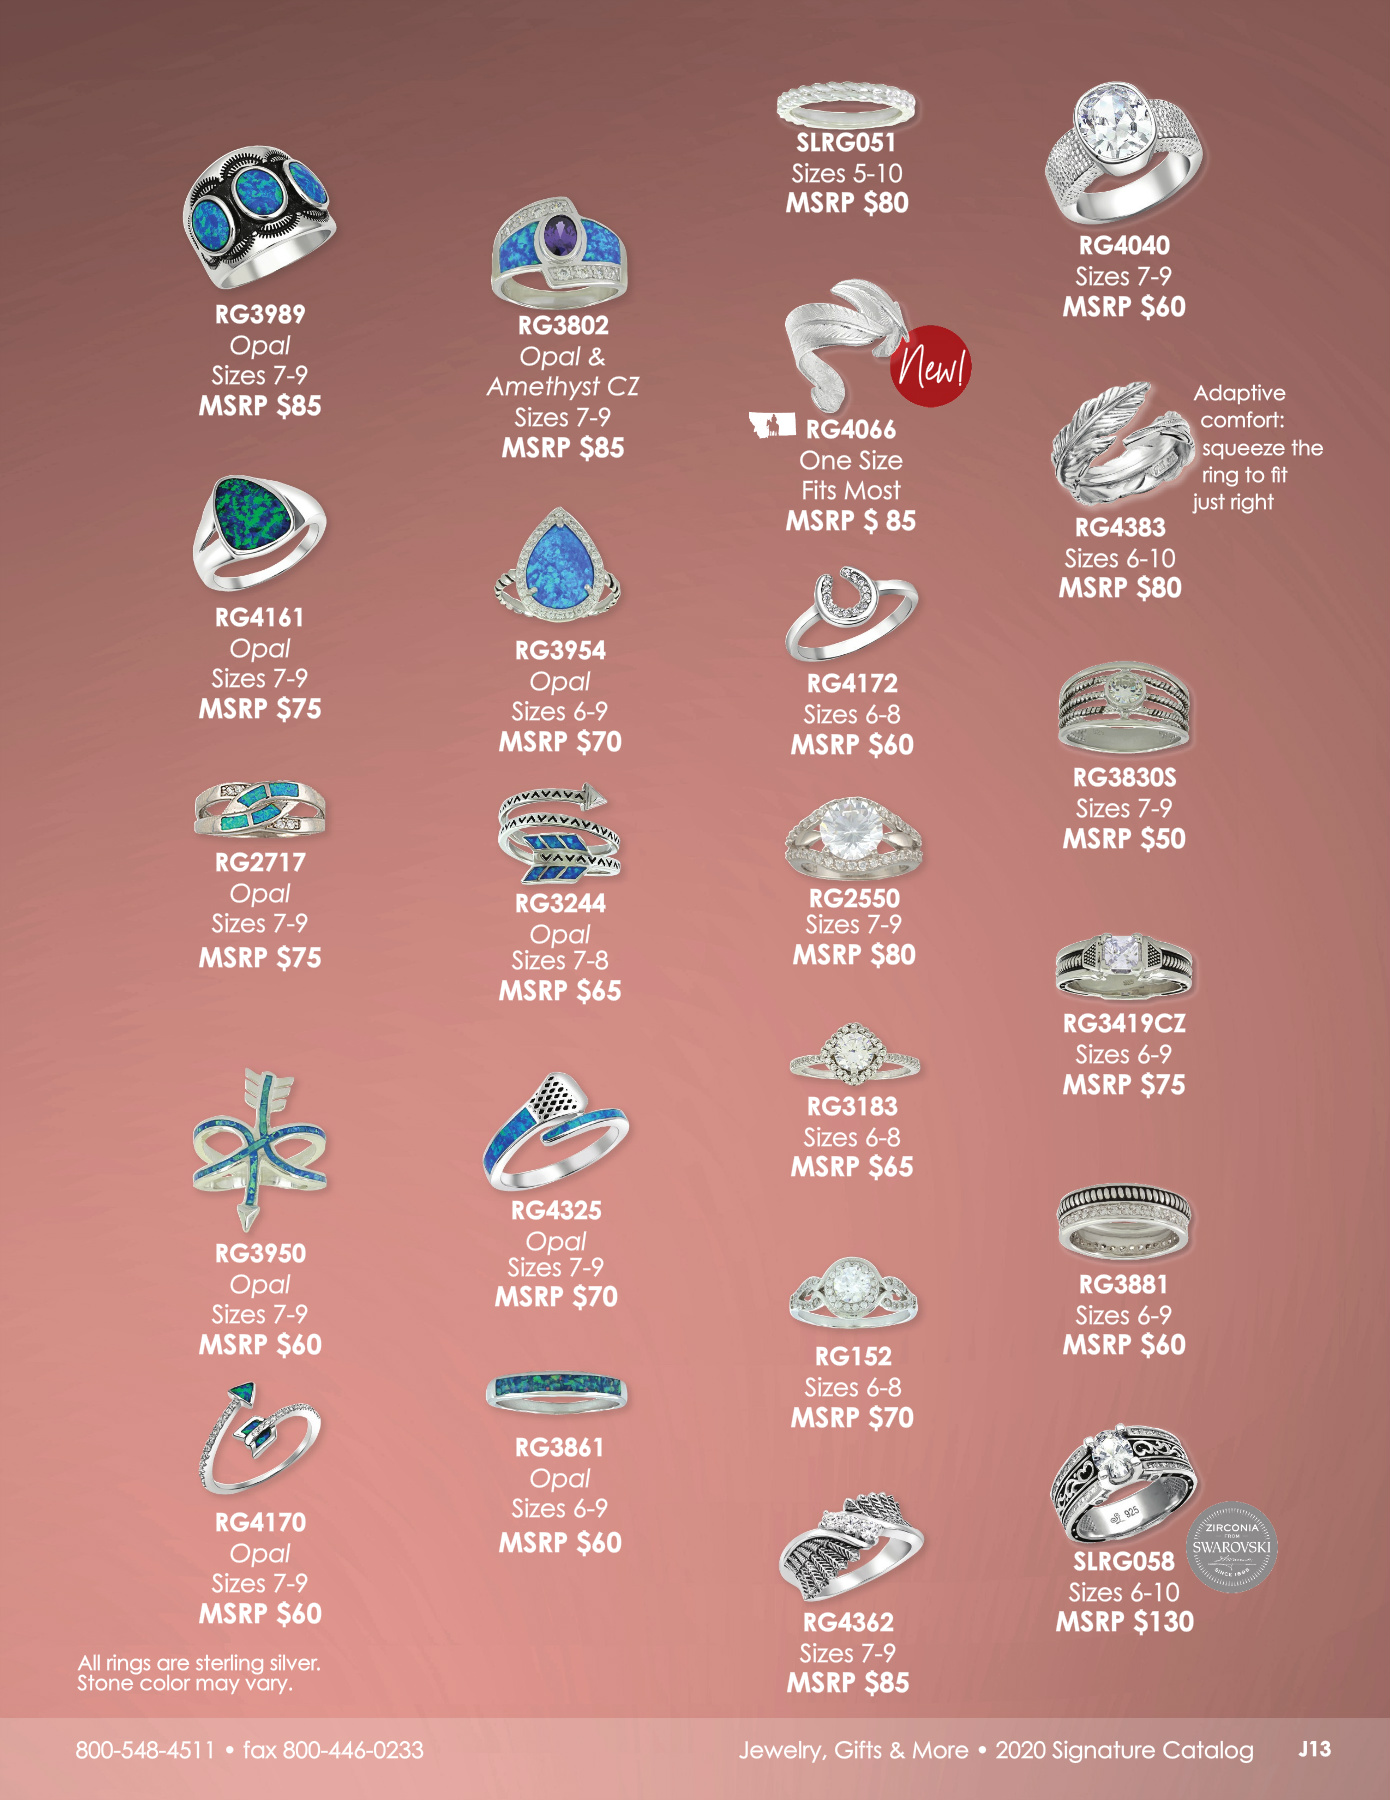 RG3989
Opal
Sizes 7-9
MSRP $85
RG4161
Opal
Sizes 7-9
MSRP $75
RG2717
Opal
Sizes 7-9
MSRP $75
RG3950
Opal
Sizes 7-9
MSRP $60
RG4170
Opal
Sizes 7-9
MSRP $60
RG3802
Opal &
Amethyst CZ
Sizes 7-9
MSRP $85
RG3954
Opal
Sizes 6-9
MSRP $70
RG3244
Opal
Sizes 7-8
MSRP $65
RG4325
Opal
Sizes 7-9
MSRP $70
RG3861
Opal
Sizes 6-9
MSRP $60
SLRG051
Sizes 5-10
MSRP $80
New!
RG4066
One Size
Fits Most
MSRP $ 85
RG4172
Sizes 6-8
MSRP $60
RG2550
Sizes 7-9
MSRP $80
RG3183
Sizes 6-8
MSRP $65
RG152
Sizes 6-8
MSRP $70
RG4362
Sizes 7-9
MSRP $85
RG4040
Sizes 7-9
MSRP $60
Adaptive
comfort:
squeeze the
ring to fit
just right
RG4383
Sizes 6-10
MSRP $80
RG3830S
Sizes 7-9
MSRP $50
RG3419CZ
Sizes 6-9
MSRP $75
RG3881
Sizes 6-9
MSRP $60
925
ZIRCONIA
FROM
SWAROVSKI
SINCE 1895
SLRG058
Sizes 6-10
MSRP $130
All rings are sterling silver.
Stone color may vary.
800-548-4511 • fax 800-446-0233
Jewelry, Gifts & More • 2020 Signature Catalog J13